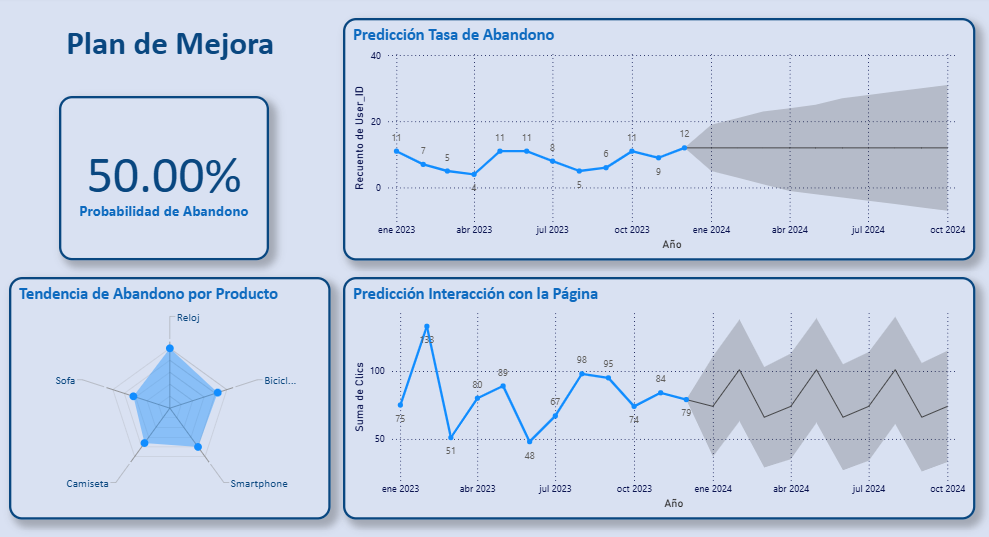 Plan de Mejora
50.00%
Probabilidad de Abandono
Predicción Tasa de Abandono
Recuento de User_ID
40
20
0
11
7
5
4
11
11
8
5
6
11
9
12
ene 2023
abr 2023
jul 2023
oct 2023
ene 2024
abr 2024
jul 2024
oct 2024
Año
Tendencia de Abandono por Producto
Reloj
Bicicl...
Smartphone
Camiseta
Sofa
Predicción Interacción con la Página
Suma de Clics
100
50
75
133
51
80
89
48
67
98
95
74
84
79
ene 2023
abr 2023
jul 2023
oct 2023
ene 2024
abr 2024
jul 2024
oct 2024
Año